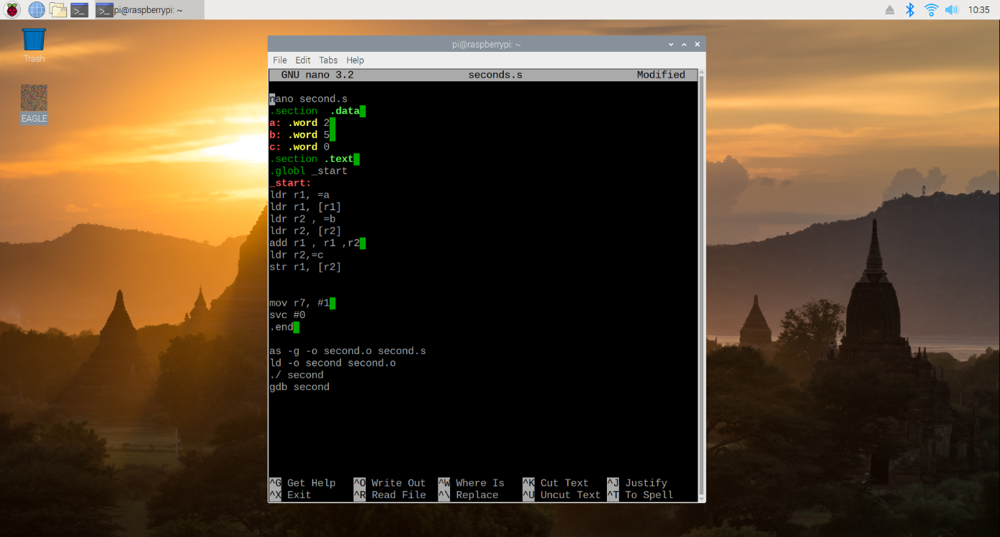 pi@raspberrypi: ~
10:35
Trash
EAGLE
pi@raspberrypi: ~
File Edit Tabs Help
GNU nano 3.2 seconds.s Modified
nano second.s
.section .data
a: .word 2
b: .word 5
c: .word 0
.section .text
.globl _start
_start:
ldr r1, =a
ldr r1, [r1]
ldr r2 , =b
ldr r2, [r2]
add r1 , r1 ,r2
ldr r2,=c
str r1, [r2]
mov r7, #1
svc #0
.end
as -g -o second.o second.s
ld -o second second.o
./ second
gdb second
^G Get Help ^O Write Out ^W Where Is ^K Cut Text ^J Justify
^X Exit ^R Read File ^\ Replace ^U Uncut Text ^T To Spell